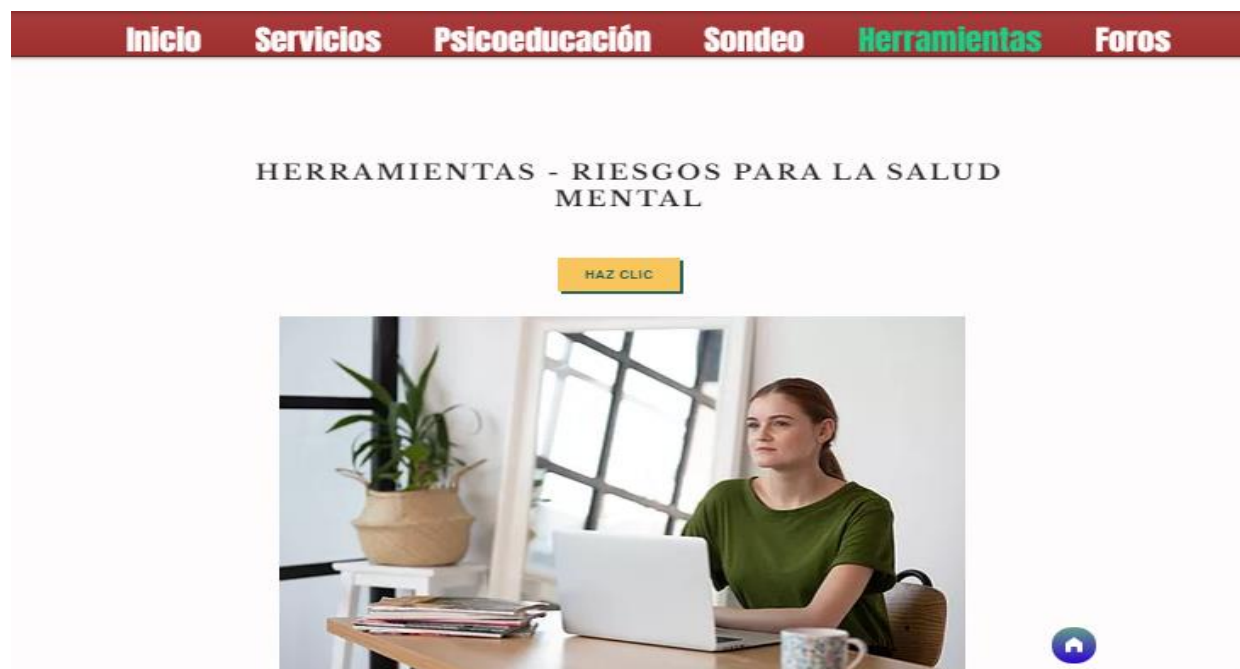 Inicio Servicios Psicoeducación Sondeo Herramientas Foros
HERRAMIENTAS - RIESGOS PARA LA SALUD
MENTAL
HAZ CLIC